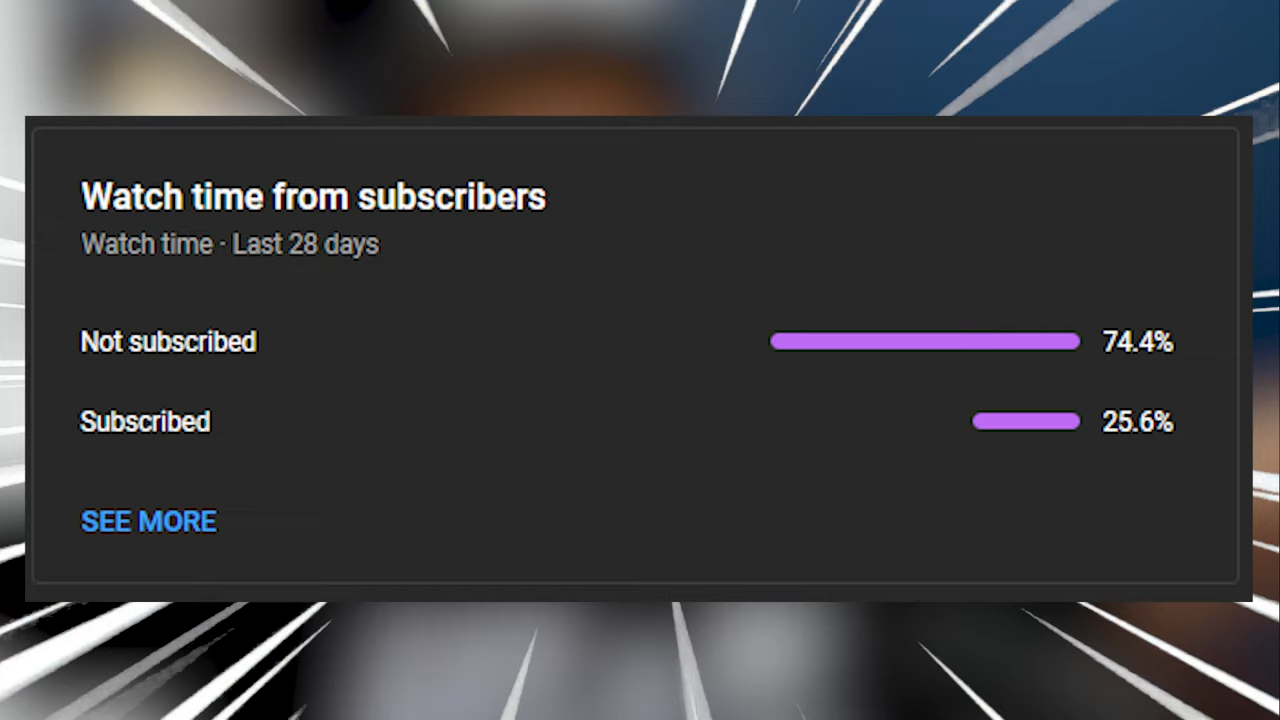 Watch time from subscribers
Watch time · Last 28 days
Not subscribed 74.4%
Subscribed 25.6%
SEE MORE